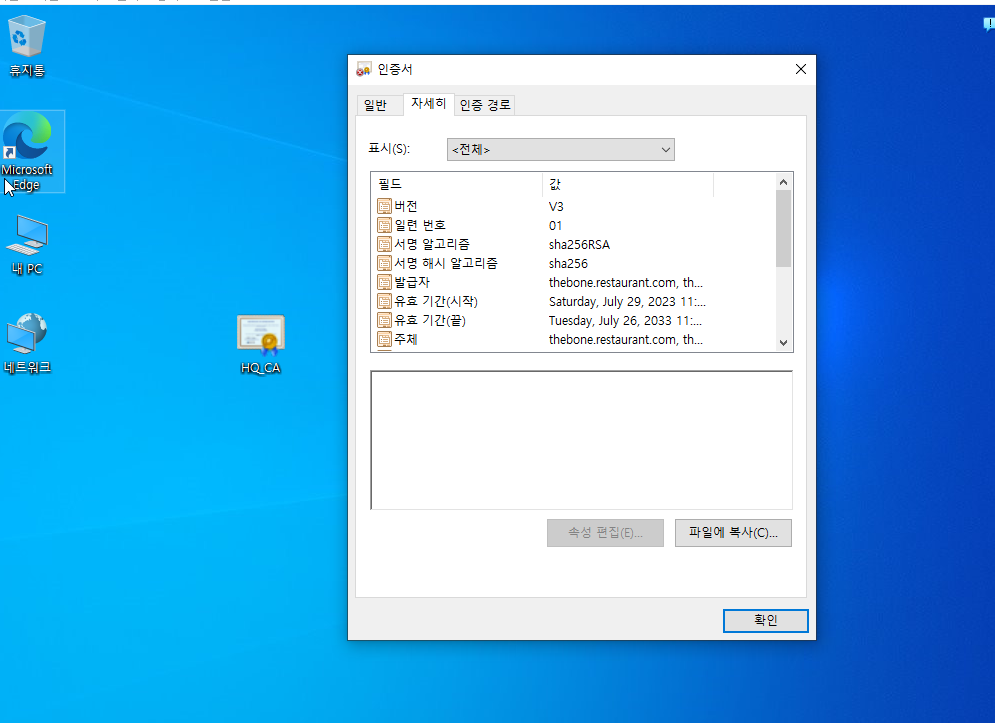 휴지통
Microsoft
Edge
내 PC
네트워크
HQ_CA
인증서
일반
자세히
인증 경로
표시(S):
<전체>
필드 값
버전 V3
일련 번호 01
서명 알고리즘 sha256RSA
서명 해시 알고리즘 sha256
발급자 thebone.restaurant.com, th...
유효 기간(시작) Saturday, July 29, 2023 11:...
유효 기간(끝) Tuesday, July 26, 2033 11:...
주체 thebone.restaurant.com, th...
속성 편집(E)...
파일에 복사(C)...
확인